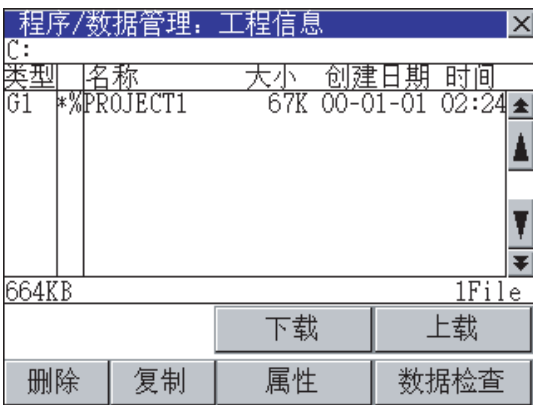 程序/数据管理：工程信息
C:
类型 名称 大小 创建日期 时间
G1 *%PROJECT1 67K 00-01-01 02:24
664KB 1File
下载 上载
删除 复制 属性 数据检查